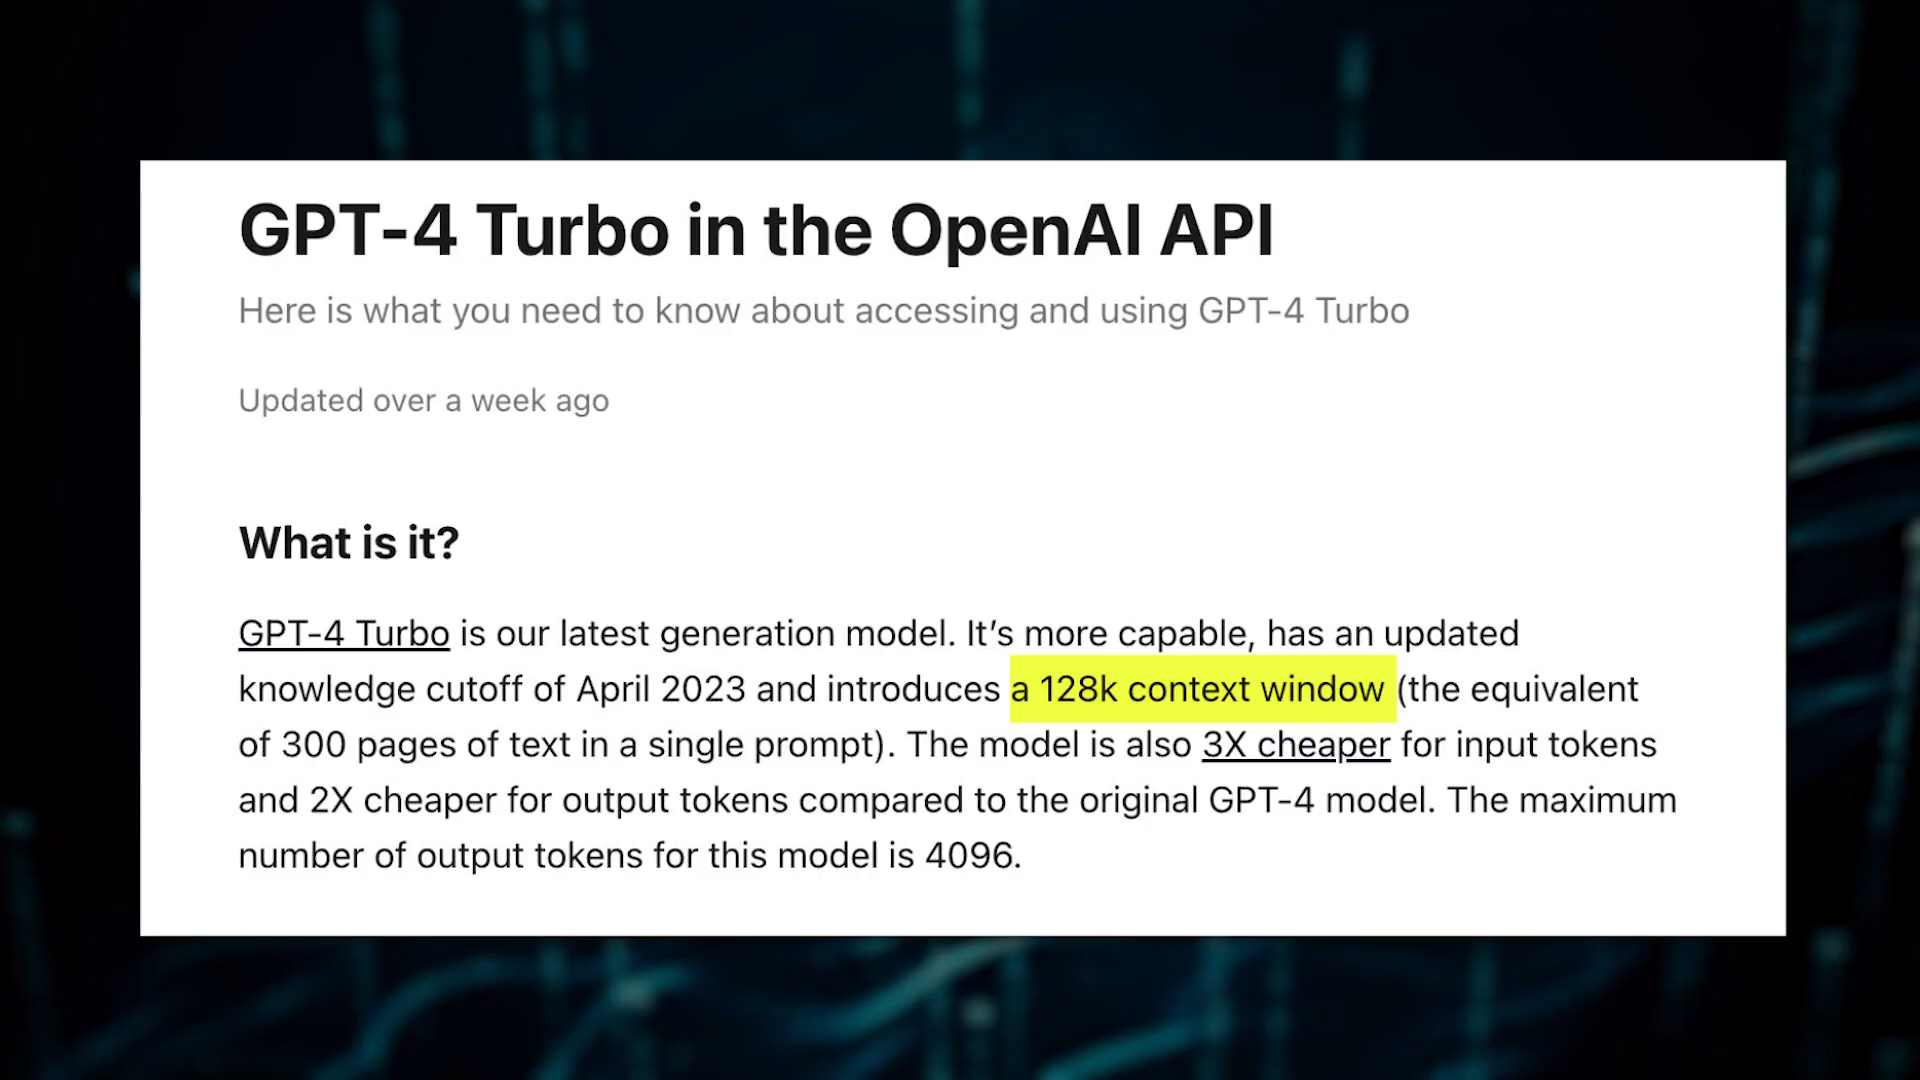 GPT-4 Turbo in the OpenAI API
Here is what you need to know about accessing and using GPT-4 Turbo
Updated over a week ago
What is it?
GPT-4 Turbo is our latest generation model. It’s more capable, has an updated
knowledge cutoff of April 2023 and introduces a 128k context window (the equivalent
of 300 pages of text in a single prompt). The model is also 3X cheaper for input tokens
and 2X cheaper for output tokens compared to the original GPT-4 model. The maximum
number of output tokens for this model is 4096.